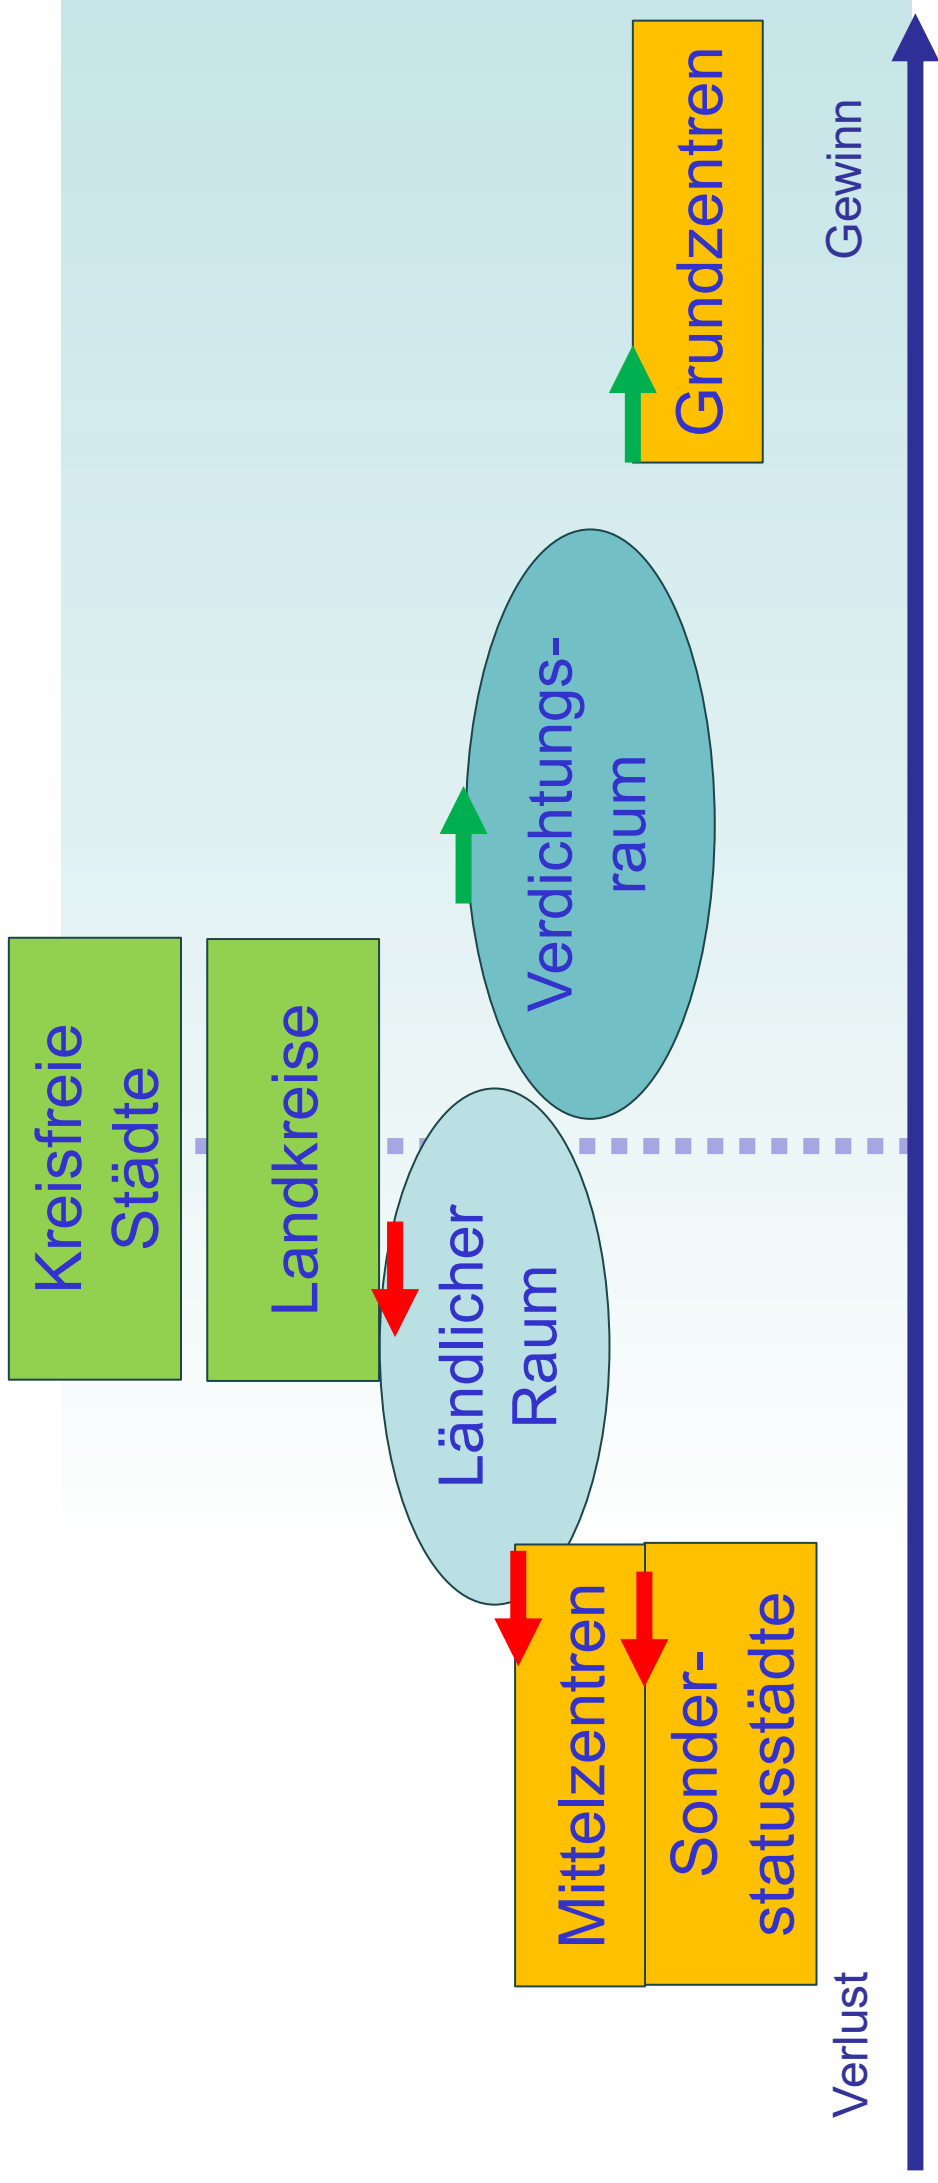 Kreisfreie
Städte
Landkreise
Ländlicher
Raum
Verdichtungs-
raum
Mittelzentren
Sonder-
statusstädte
Grundzentren
Verlust
Gewinn